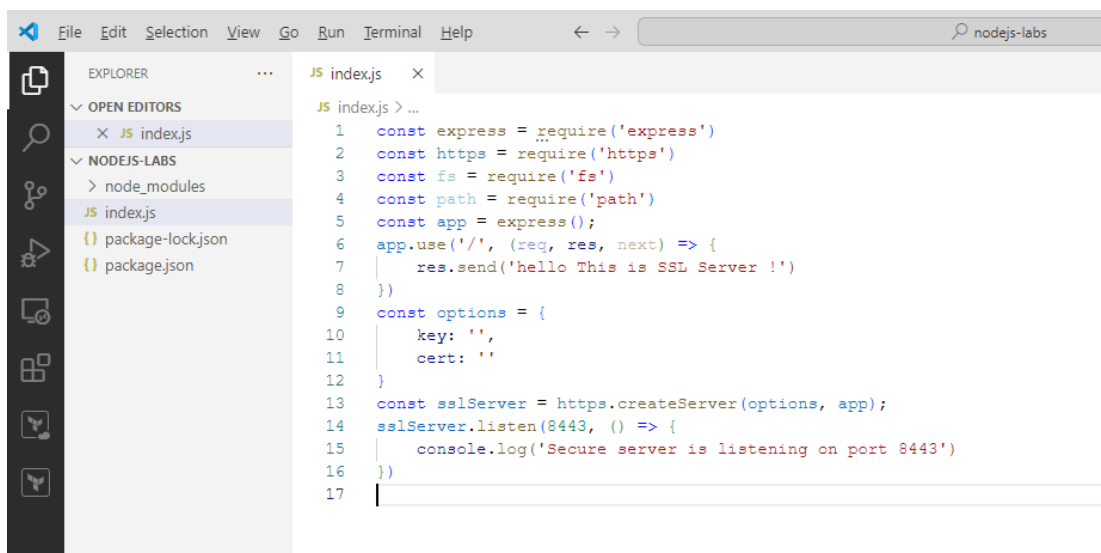 File Edit Selection View Go Run Terminal Help ← → nodejs-labs
EXPLORER ...
OPEN EDITORS
× JS index.js
NODEJS-LABS
> node_modules
JS index.js
{} package-lock.json
{} package.json
JS index.js ×
JS index.js > ...
1 const express = require('express')
2 const https = require('https')
3 const fs = require('fs')
4 const path = require('path')
5 const app = express();
6 app.use('/', (req, res, next) => {
7     res.send('hello This is SSL Server !')
8 })
9 const options = {
10     key: '',
11     cert: ''
12 }
13 const sslServer = https.createServer(options, app);
14 sslServer.listen(8443, () => {
15     console.log('Secure server is listening on port 8443')
16 })
17